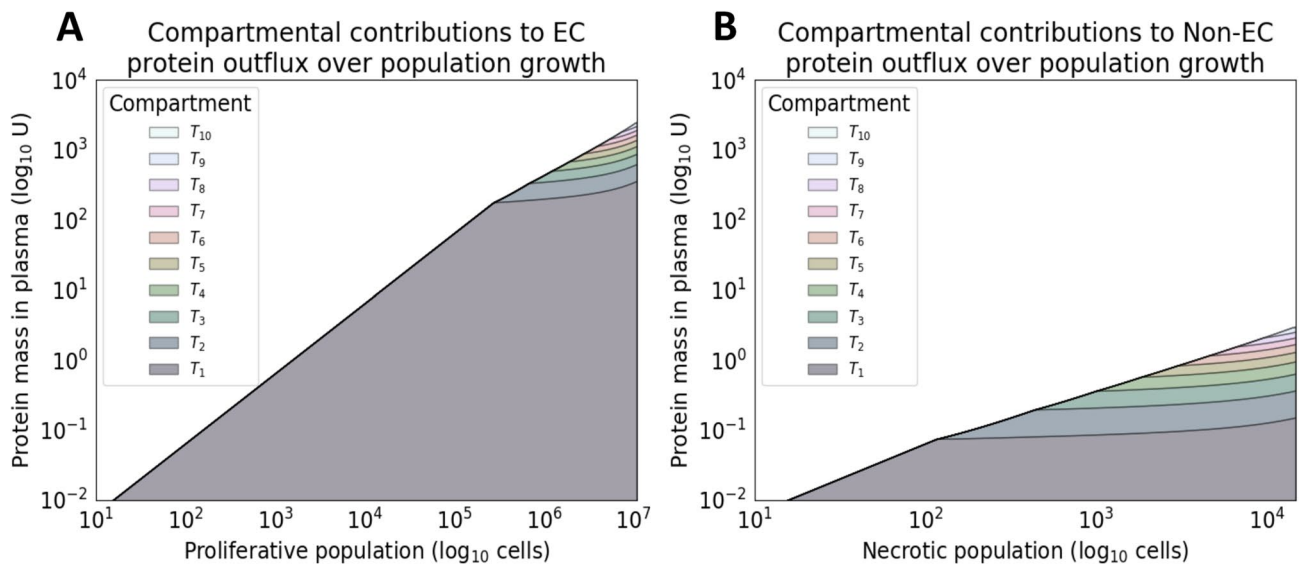 A
Compartmental contributions to EC
protein outflux over population growth
Protein mass in plasma (log₁₀ U)
10⁴
10³
10²
10¹
10⁰
10⁻¹
10⁻²
Compartment
T₁₀
T₉
T₈
T₇
T₆
T₅
T₄
T₃
T₂
T₁
10¹ 10² 10³ 10⁴ 10⁵ 10⁶ 10⁷
Proliferative population (log₁₀ cells)
B
Compartmental contributions to Non-EC
protein outflux over population growth
Protein mass in plasma (log₁₀ U)
10⁴
10³
10²
10¹
10⁰
10⁻¹
10⁻²
Compartment
T₁₀
T₉
T₈
T₇
T₆
T₅
T₄
T₃
T₂
T₁
10¹ 10² 10³ 10⁴
Necrotic population (log₁₀ cells)